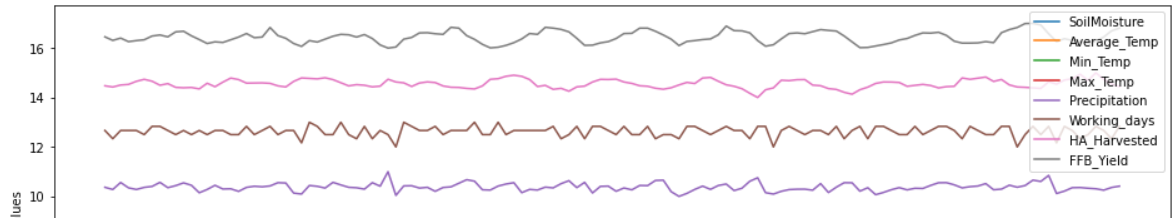 16
14
12
10
lues
SoilMoisture
Average_Temp
Min_Temp
Max_Temp
Precipitation
Working_days
HA_Harvested
FFB_Yield